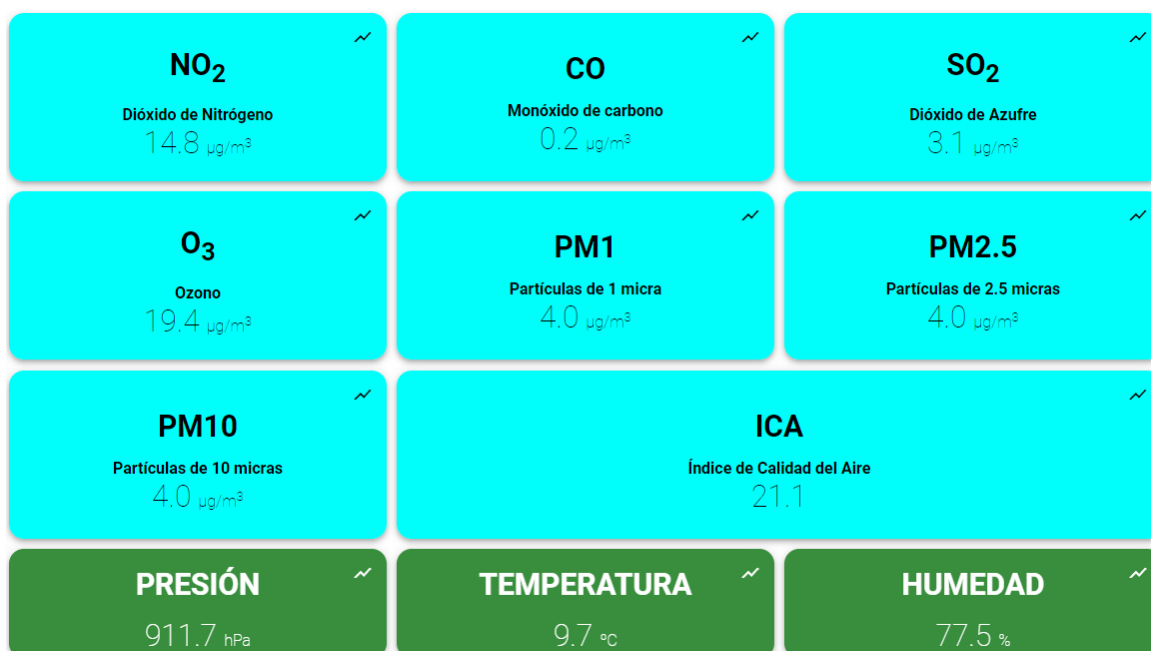 NO₂
Dióxido de Nitrógeno
14.8 µg/m³
CO
Monóxido de carbono
0.2 µg/m³
SO₂
Dióxido de Azufre
3.1 µg/m³
O₃
Ozono
19.4 µg/m³
PM1
Partículas de 1 micra
4.0 µg/m³
PM2.5
Partículas de 2.5 micras
4.0 µg/m³
PM10
Partículas de 10 micras
4.0 µg/m³
ICA
Índice de Calidad del Aire
21.1
PRESIÓN
911.7 hPa
TEMPERATURA
9.7 ºC
HUMEDAD
77.5 %